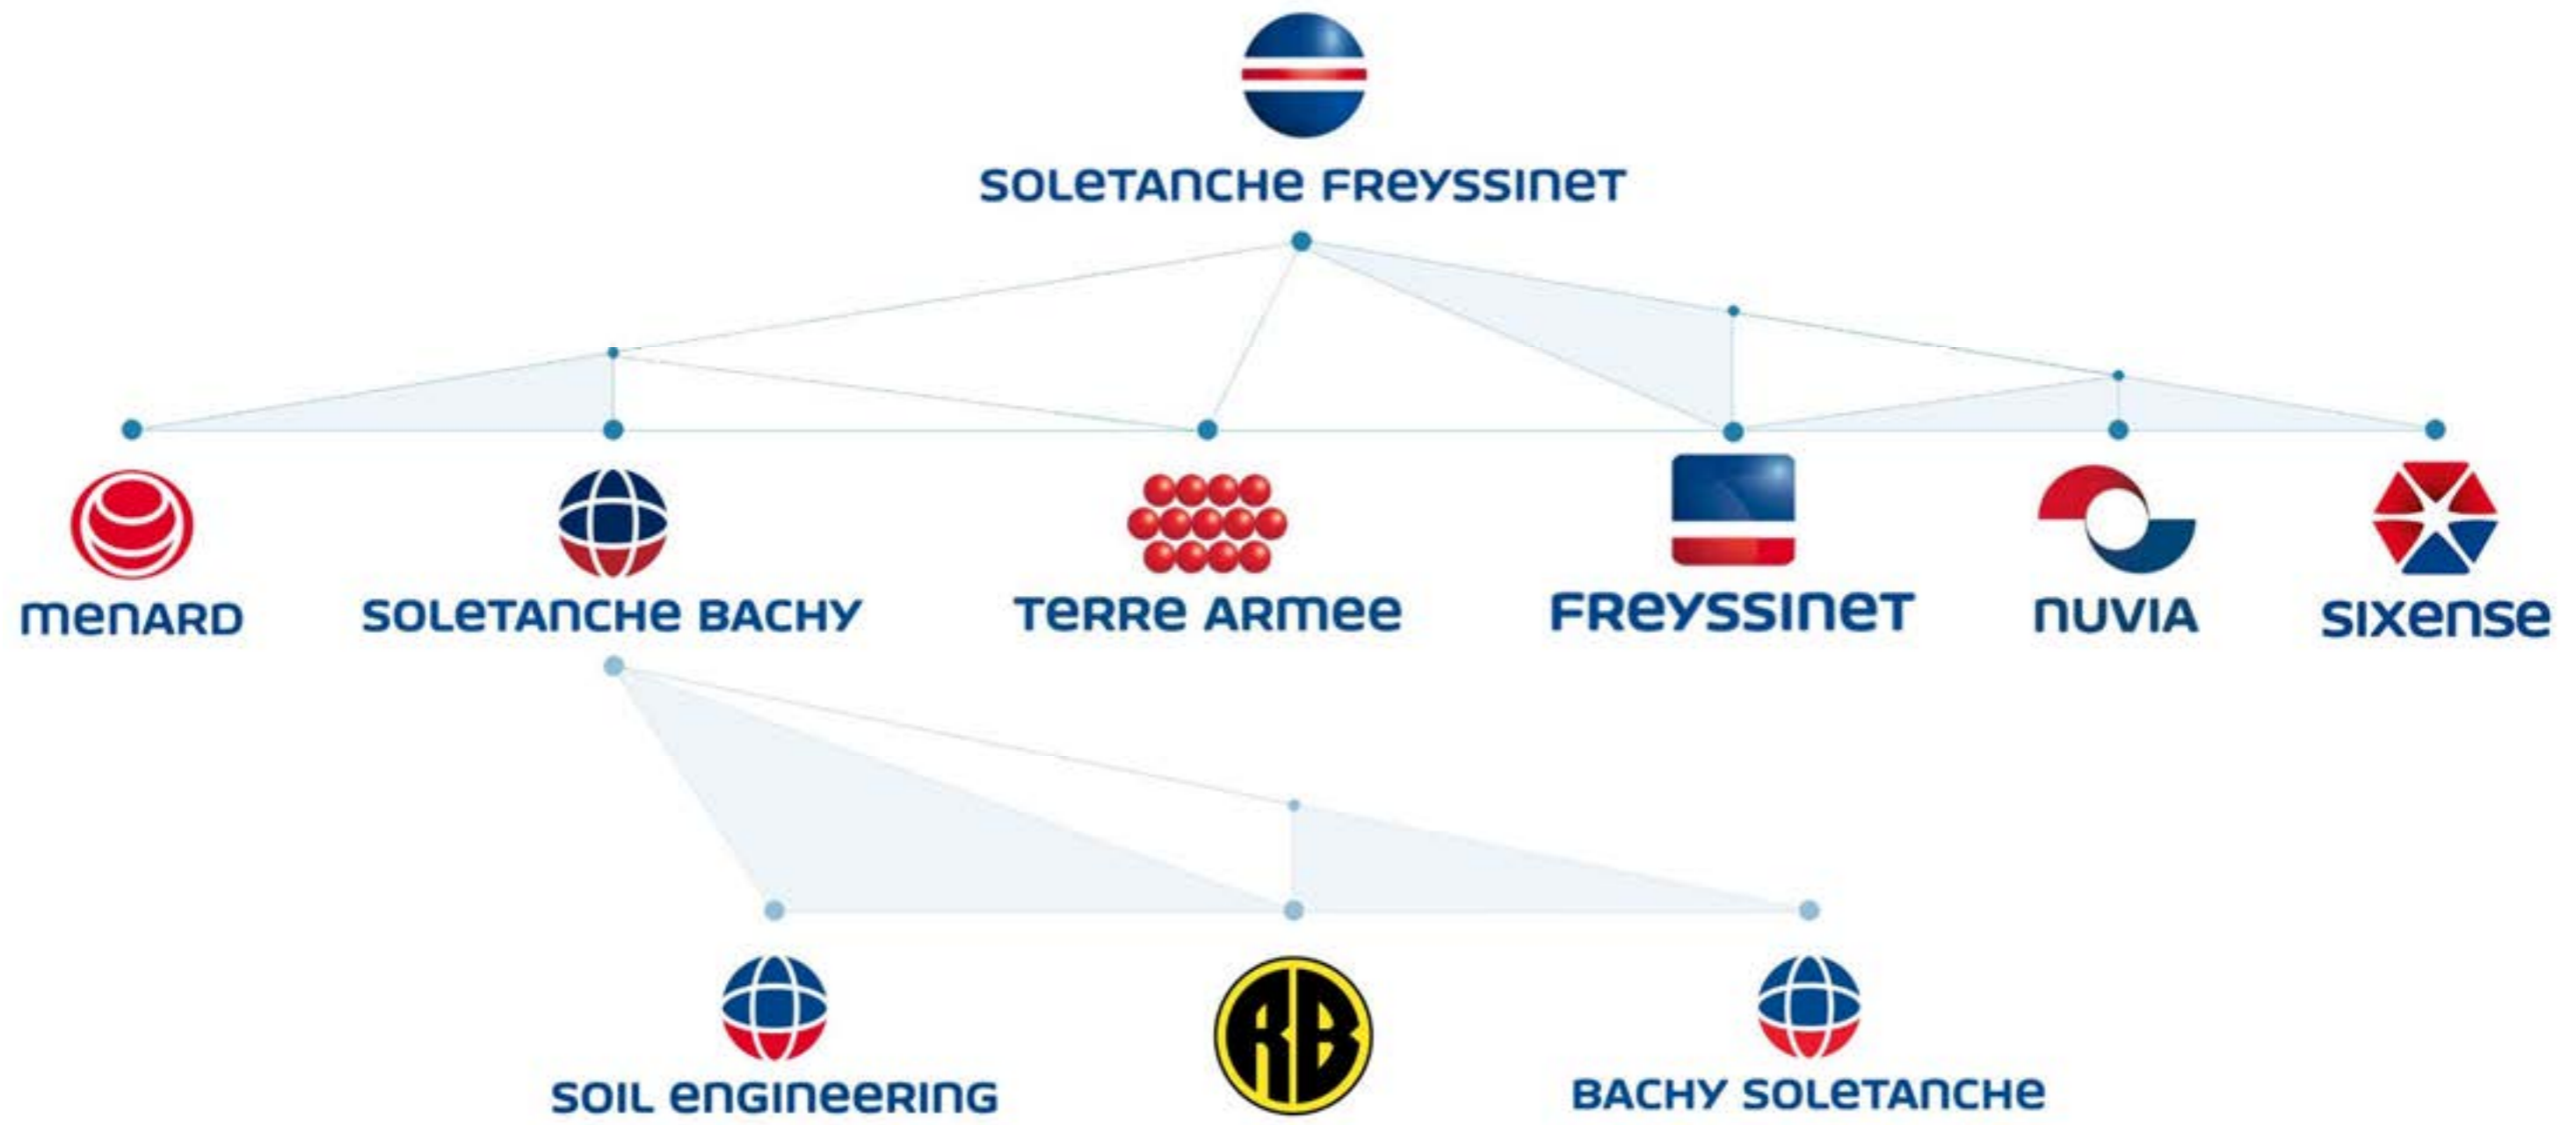 SOLETANCHE FREYSSINET
MENARD
SOLETANCHE BACHY
TERRE ARMEE
FREYSSINET
NUVIA
SIXENSE
SOIL ENGINEERING
RB
BACHY SOLETANCHE